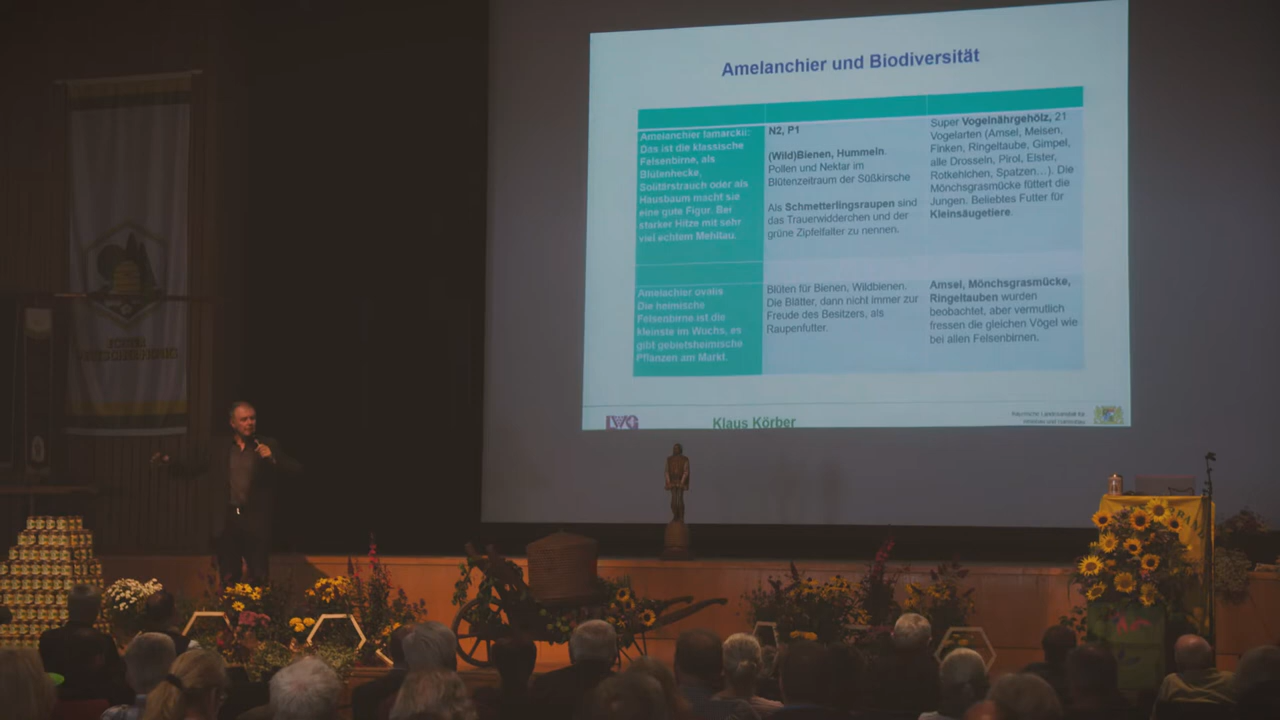 Amelanchier und Biodiversität
Amelanchier lamarckii:
Das ist die klassische
Felsenbirne, als
Blütenhecke,
Solitärstrauch oder als
Hausbaum macht sie
eine gute Figur. Bei
starker Hitze mit sehr
viel echtem Mehltau.
N2, P1
(Wild)Bienen, Hummeln.
Pollen und Nektar im
Blütenzeitraum der Süßkirsche
Als Schmetterlingsraupen sind
das Trauerwidderchen und der
grüne Zipfelfalter zu nennen.
Super Vogelnährgehölz, 21
Vogelarten (Amsel, Meisen,
Finken, Ringeltaube, Gimpel,
alle Drosseln, Pirol, Elster,
Rotkehlchen, Spatzen…). Die
Mönchsgrasmücke füttert die
Jungen. Beliebtes Futter für
Kleinsäugetiere.
Amelachier ovalis
Die heimische
Felsenbirne ist die
kleinste im Wuchs, es
gibt gebietsheimische
Pflanzen am Markt.
Blüten für Bienen, Wildbienen.
Die Blätter, dann nicht immer zur
Freude des Besitzers, als
Raupenfutter.
Amsel, Mönchsgrasmücke,
Ringeltauben wurden
beobachtet, aber vermutlich
fressen die gleichen Vögel wie
bei allen Felsenbirnen.
LWG
Klaus Körber